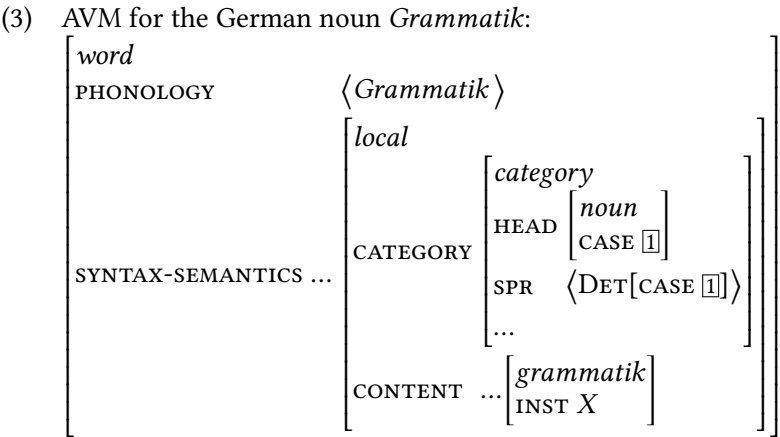 (3) AVM for the German noun Grammatik:
word
PHONOLOGY ⟨Grammatik⟩
local
category
HEAD noun
CASE 1
CATEGORY
SYNTAX-SEMANTICS ...
SPR ⟨DET[CASE 1]⟩
...
CONTENT ... grammatik
INST X